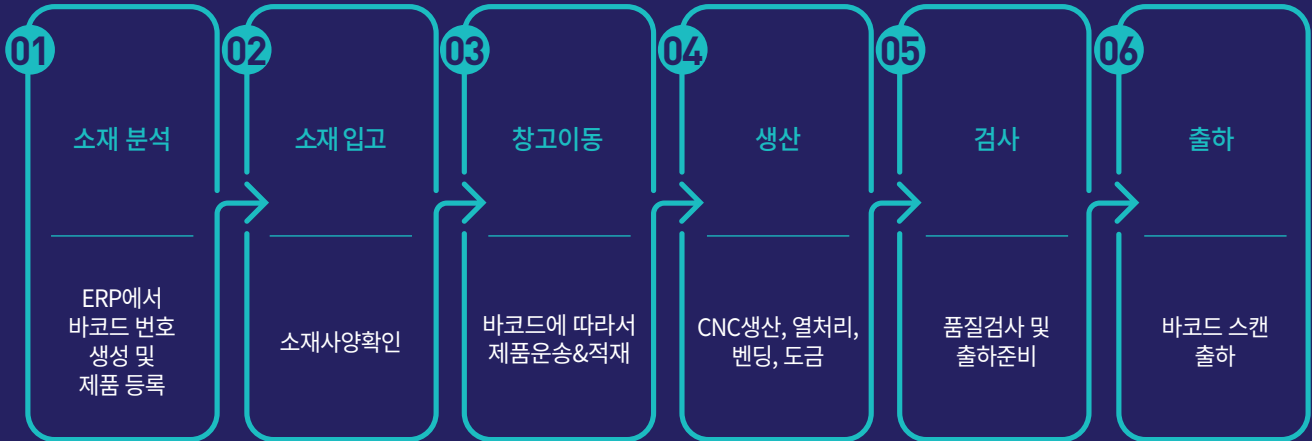 01
소재 분석
ERP에서
바코드 번호
생성 및
제품 등록
02
소재 입고
소재사양확인
03
창고이동
바코드에 따라서
제품운송&적재
04
생산
CNC생산, 열처리,
벤딩, 도금
05
검사
품질검사 및
출하준비
06
출하
바코드 스캔
출하